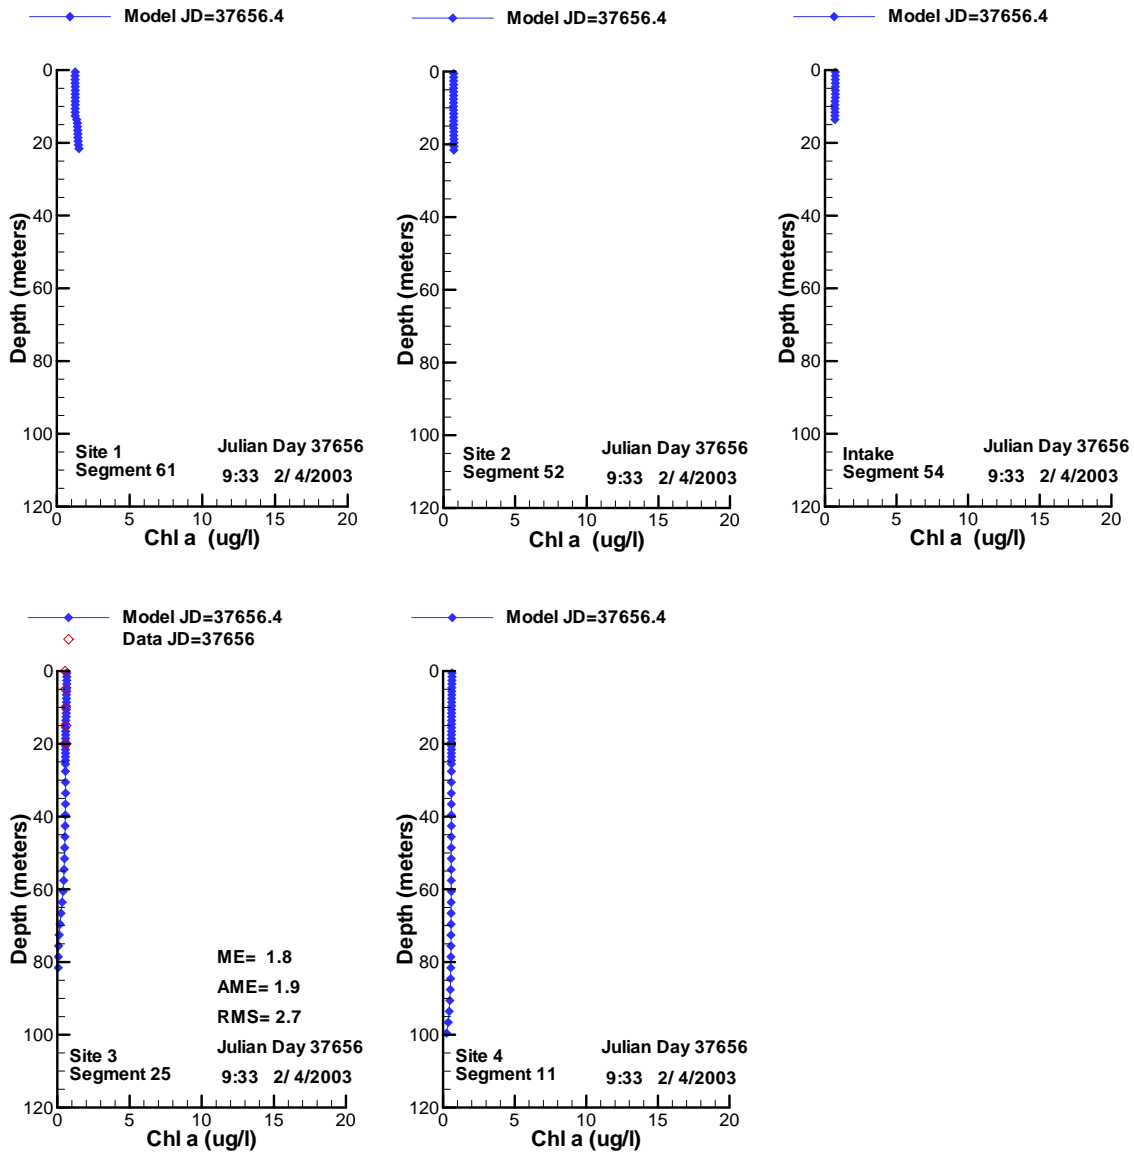 Model JD=37656.4
0
20
40
60
80
100
120
Depth (meters)
Site 1
Segment 61
Julian Day 37656
9:33 2/ 4/2003
0 5 10 15 20
Chl a (ug/l)
Model JD=37656.4
0
20
40
60
80
100
120
Depth (meters)
Site 2
Segment 52
Julian Day 37656
9:33 2/ 4/2003
0 5 10 15 20
Chl a (ug/l)
Model JD=37656.4
0
20
40
60
80
100
120
Depth (meters)
Intake
Segment 54
Julian Day 37656
9:33 2/ 4/2003
0 5 10 15 20
Chl a (ug/l)
Model JD=37656.4
Data JD=37656
0
20
40
60
80
100
120
Depth (meters)
ME= 1.8
AME= 1.9
RMS= 2.7
Site 3
Segment 25
Julian Day 37656
9:33 2/ 4/2003
0 5 10 15 20
Chl a (ug/l)
Model JD=37656.4
0
20
40
60
80
100
120
Depth (meters)
Site 4
Segment 11
Julian Day 37656
9:33 2/ 4/2003
0 5 10 15 20
Chl a (ug/l)